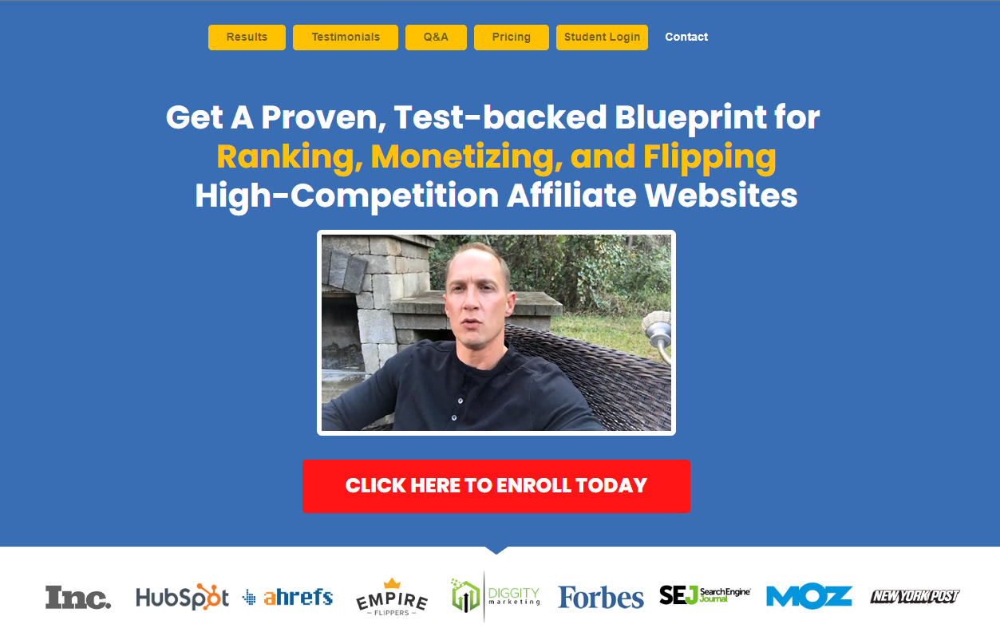 Results Testimonials Q&A Pricing Student Login Contact
Get A Proven, Test-backed Blueprint for
Ranking, Monetizing, and Flipping
High-Competition Affiliate Websites
CLICK HERE TO ENROLL TODAY
Inc. HubSpot ahrefs EMPIRE FLIPPERS DIGGITY marketing Forbes SEJ Search Engine Journal MOZ NEW YORK POST